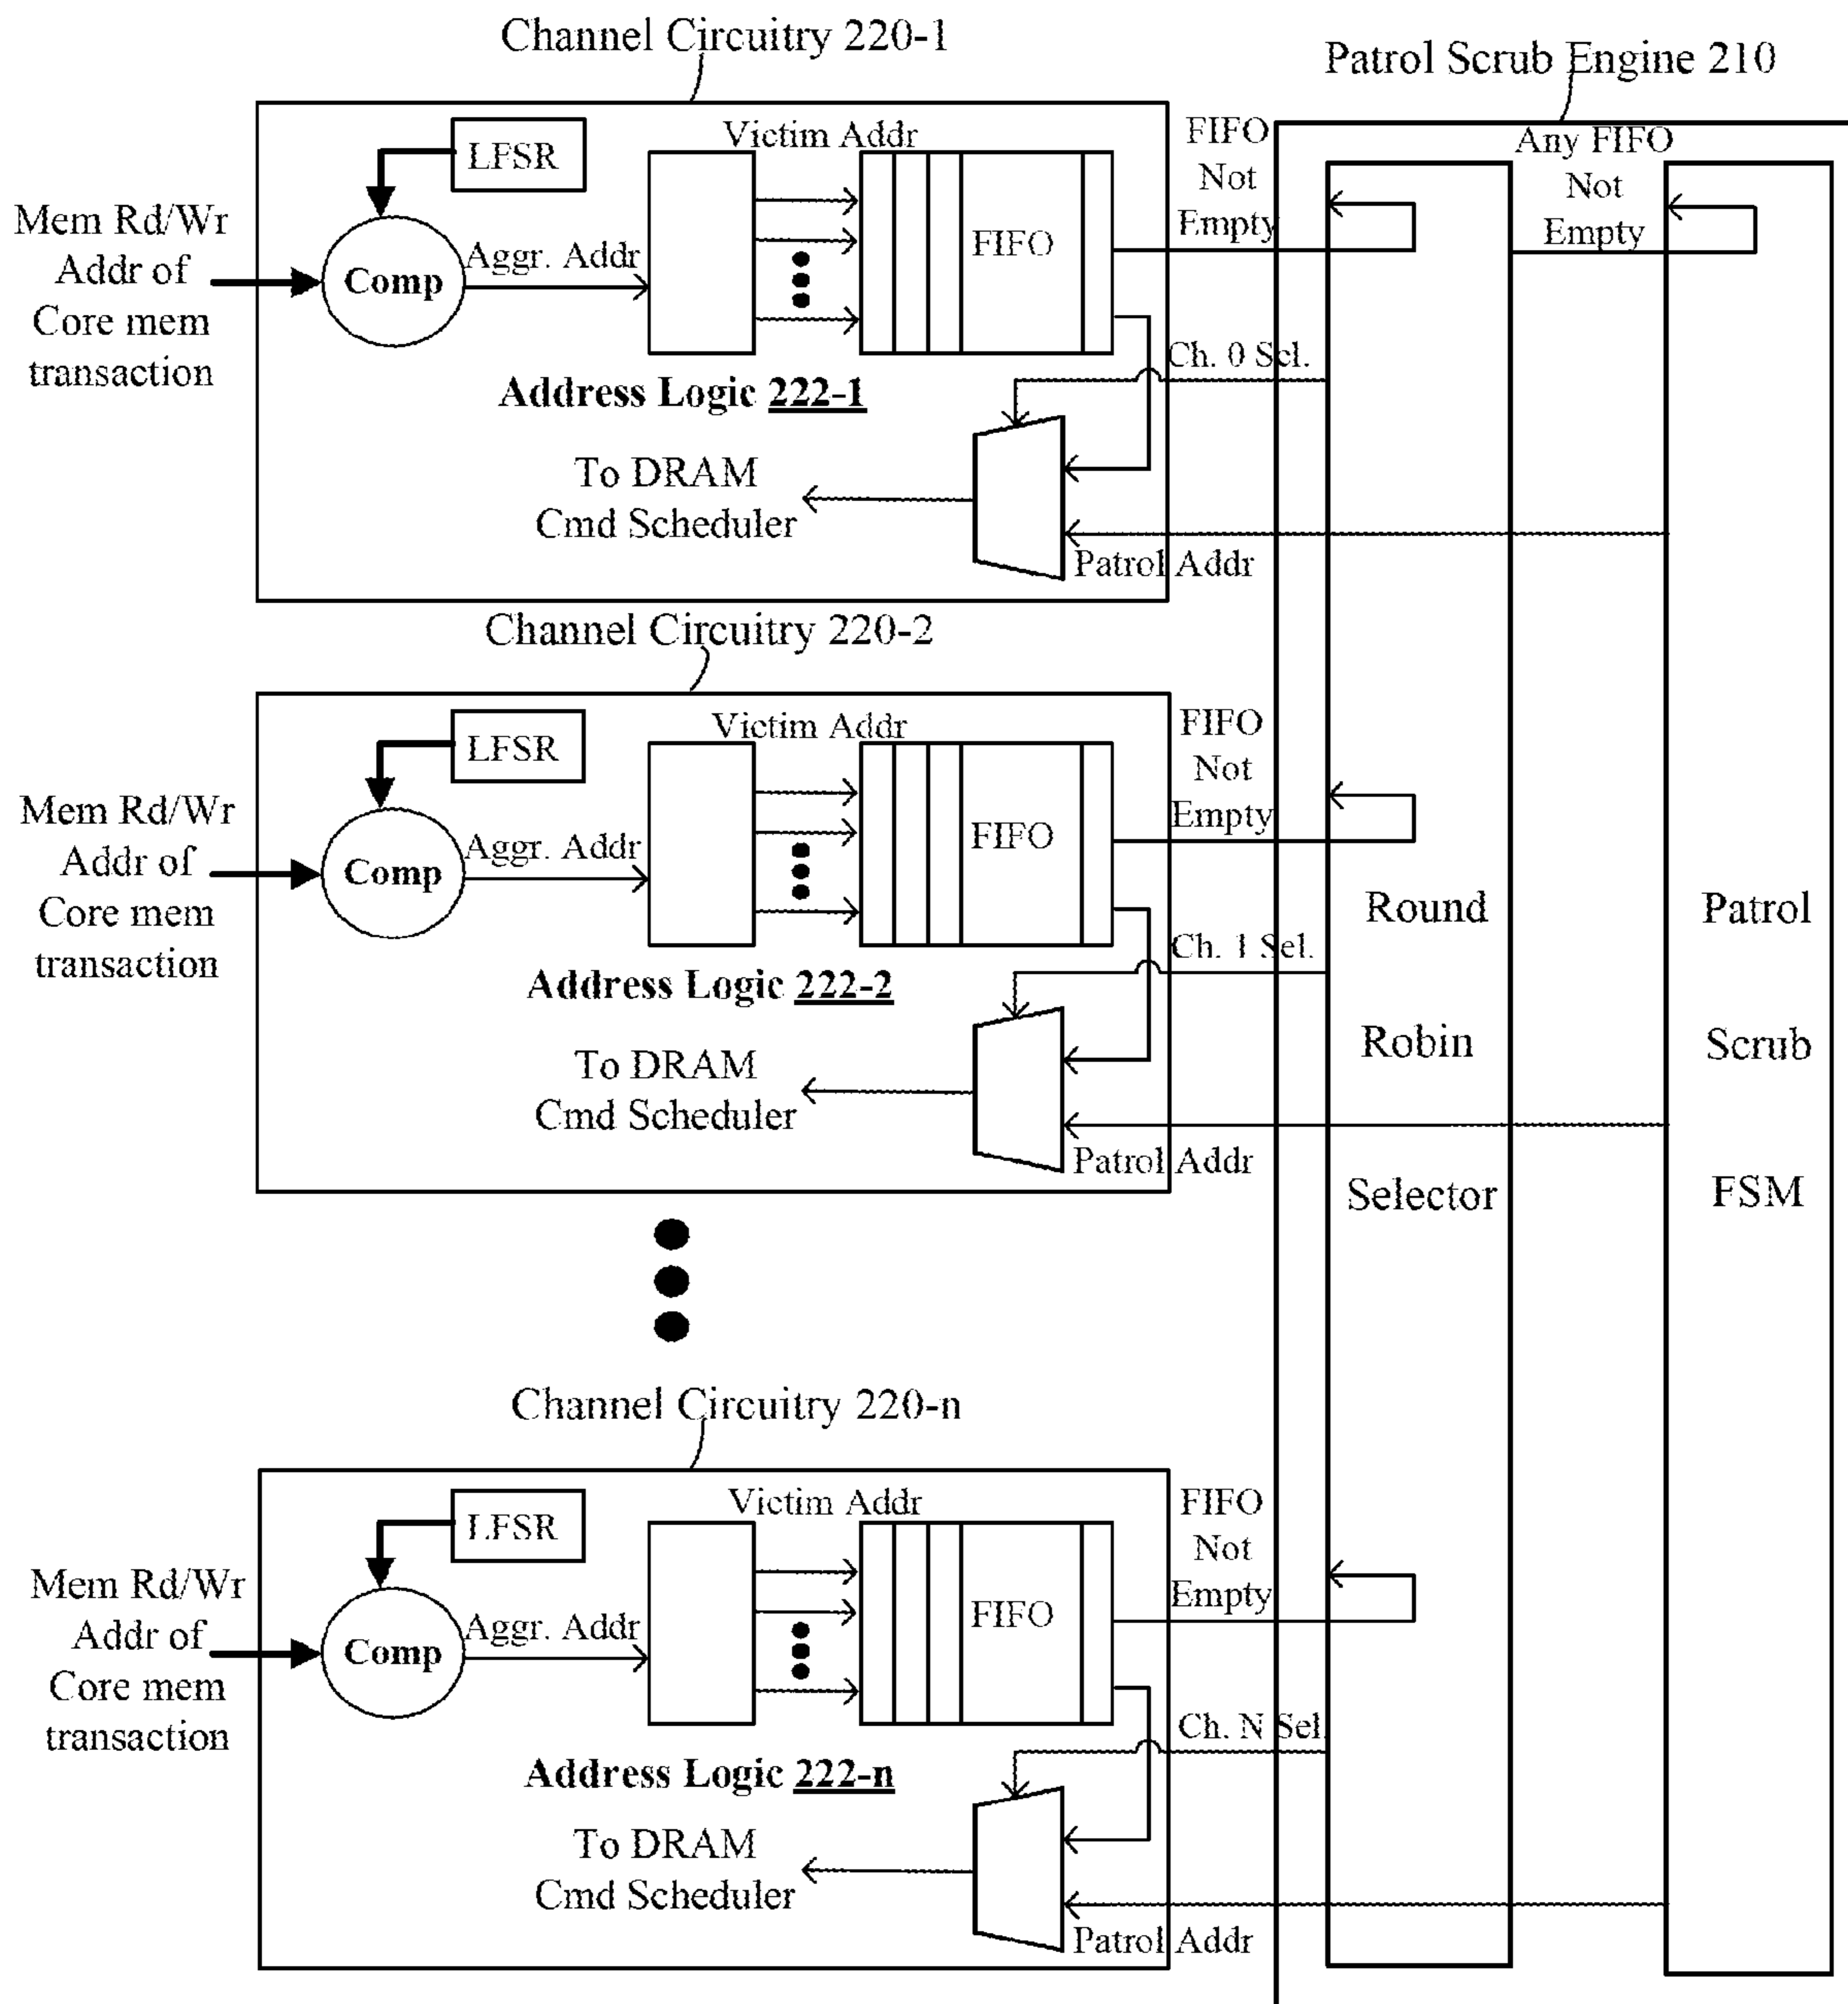 Channel Circuitry 220-1
Patrol Scrub Engine 210
LFSR
Victim Addr
FIFO
Not
Empty
Any FIFO
Not
Empty
Mem Rd/Wr
Addr of
Core mem
transaction
Comp
Aggr. Addr
FIFO
Ch. 0 Sel.
Address Logic 222-1
To DRAM
Cmd Scheduler
Patrol Addr
Channel Circuitry 220-2
LFSR
Victim Addr
FIFO
Not
Empty
Mem Rd/Wr
Addr of
Core mem
transaction
Comp
Aggr. Addr
FIFO
Ch. 1 Sel.
Address Logic 222-2
To DRAM
Cmd Scheduler
Patrol Addr
Round
Robin
Selector
Patrol
Scrub
FSM
Channel Circuitry 220-n
LFSR
Victim Addr
FIFO
Not
Empty
Mem Rd/Wr
Addr of
Core mem
transaction
Comp
Aggr. Addr
FIFO
Ch. N Sel.
Address Logic 222-n
To DRAM
Cmd Scheduler
Patrol Addr